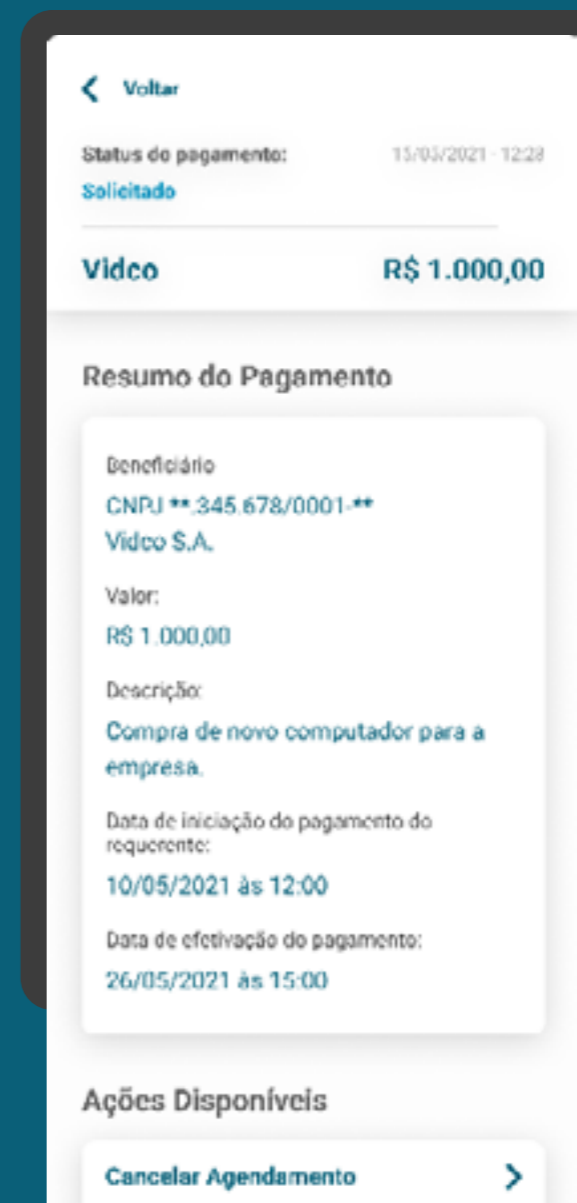 Voltar
Status do pagamento: 15/05/2021 - 12:28
Solicitado
Video R$ 1.000,00
Resumo do Pagamento
Beneficiário
CNPJ **.345.678/0001-**
Video S.A.
Valor:
R$ 1.000,00
Descrição:
Compra de novo computador para a
empresa.
Data de iniciação do pagamento do
requerente:
10/05/2021 às 12:00
Data de efetivação do pagamento:
26/05/2021 às 15:00
Ações Disponíveis
Cancelar Agendamento